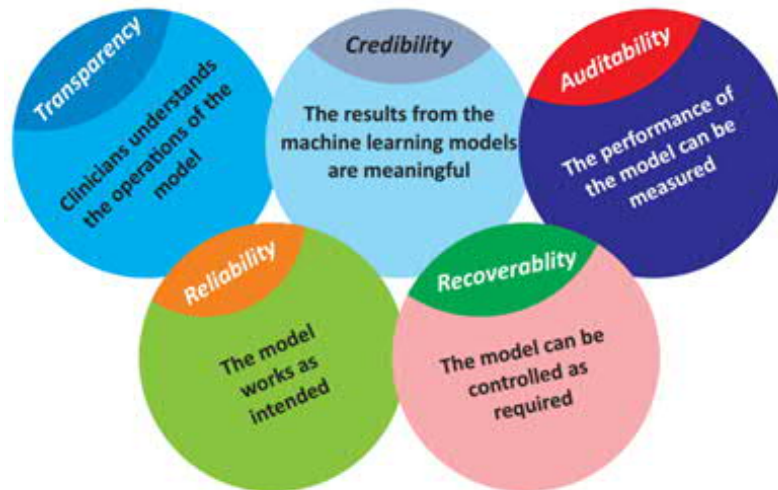 Transparency
Clinicians understands
the operations of the
model
Credibility
The results from the
machine learning models
are meaningful
Auditability
The performance of
the model can be
measured
Reliability
The model
works as
intended
Recoverablity
The model can be
controlled as
required